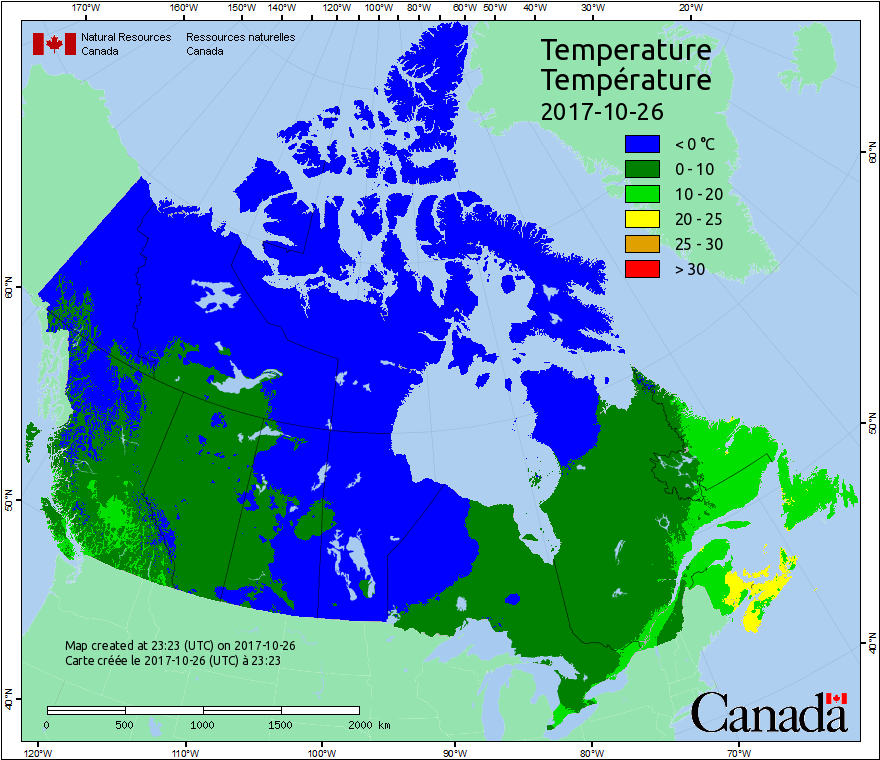 170°W 160°W 150°W 140°W 130°W 120°W 110°W 100°W 90°W 80°W 70°W 60°W 50°W 40°W 30°W 20°W
Natural Resources Canada
Ressources naturelles Canada
Temperature
Température
2017-10-26
< 0 °C
0 - 10
10 - 20
20 - 25
25 - 30
> 30
60°N
60°N
50°N
50°N
40°N
40°N
Map created at 23:23 (UTC) on 2017-10-26
Carte créée le 2017-10-26 (UTC) à 23:23
0 500 1000 1500 2000 km
Canada
120°W 110°W 100°W 90°W 80°W 70°W